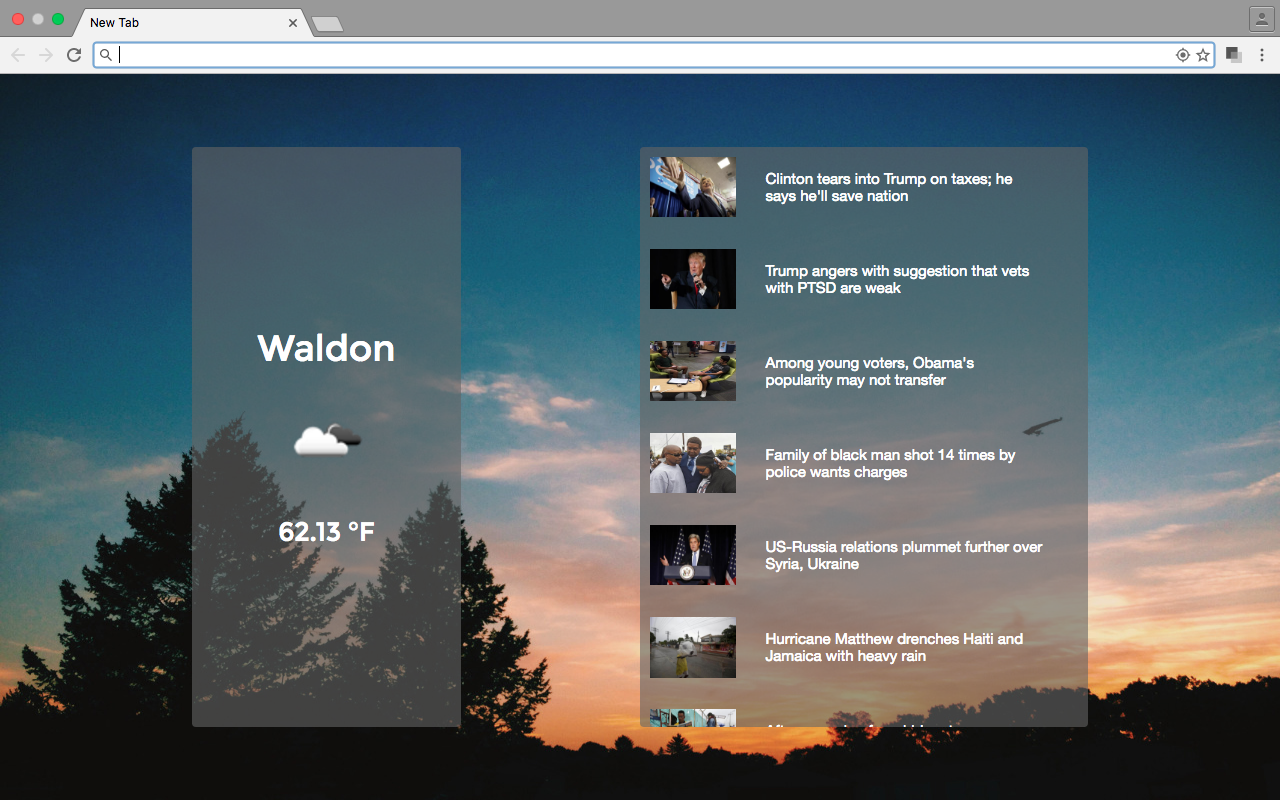 New Tab
Waldon
62.13 °F
Clinton tears into Trump on taxes; he
says he'll save nation
Trump angers with suggestion that vets
with PTSD are weak
Among young voters, Obama's
popularity may not transfer
Family of black man shot 14 times by
police wants charges
US-Russia relations plummet further over
Syria, Ukraine
Hurricane Matthew drenches Haiti and
Jamaica with heavy rain